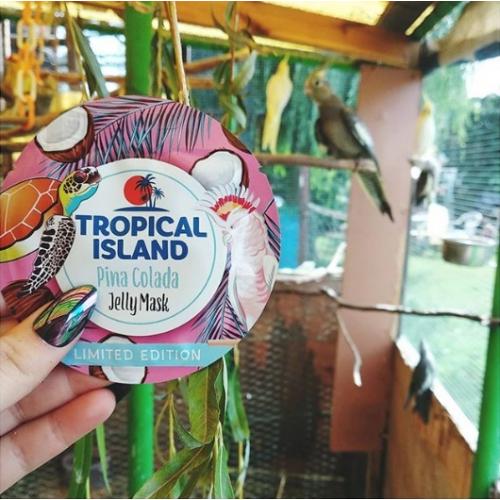 TROPICAL
ISLAND
Pina Colada
Jelly Mask
LIMITED EDITION